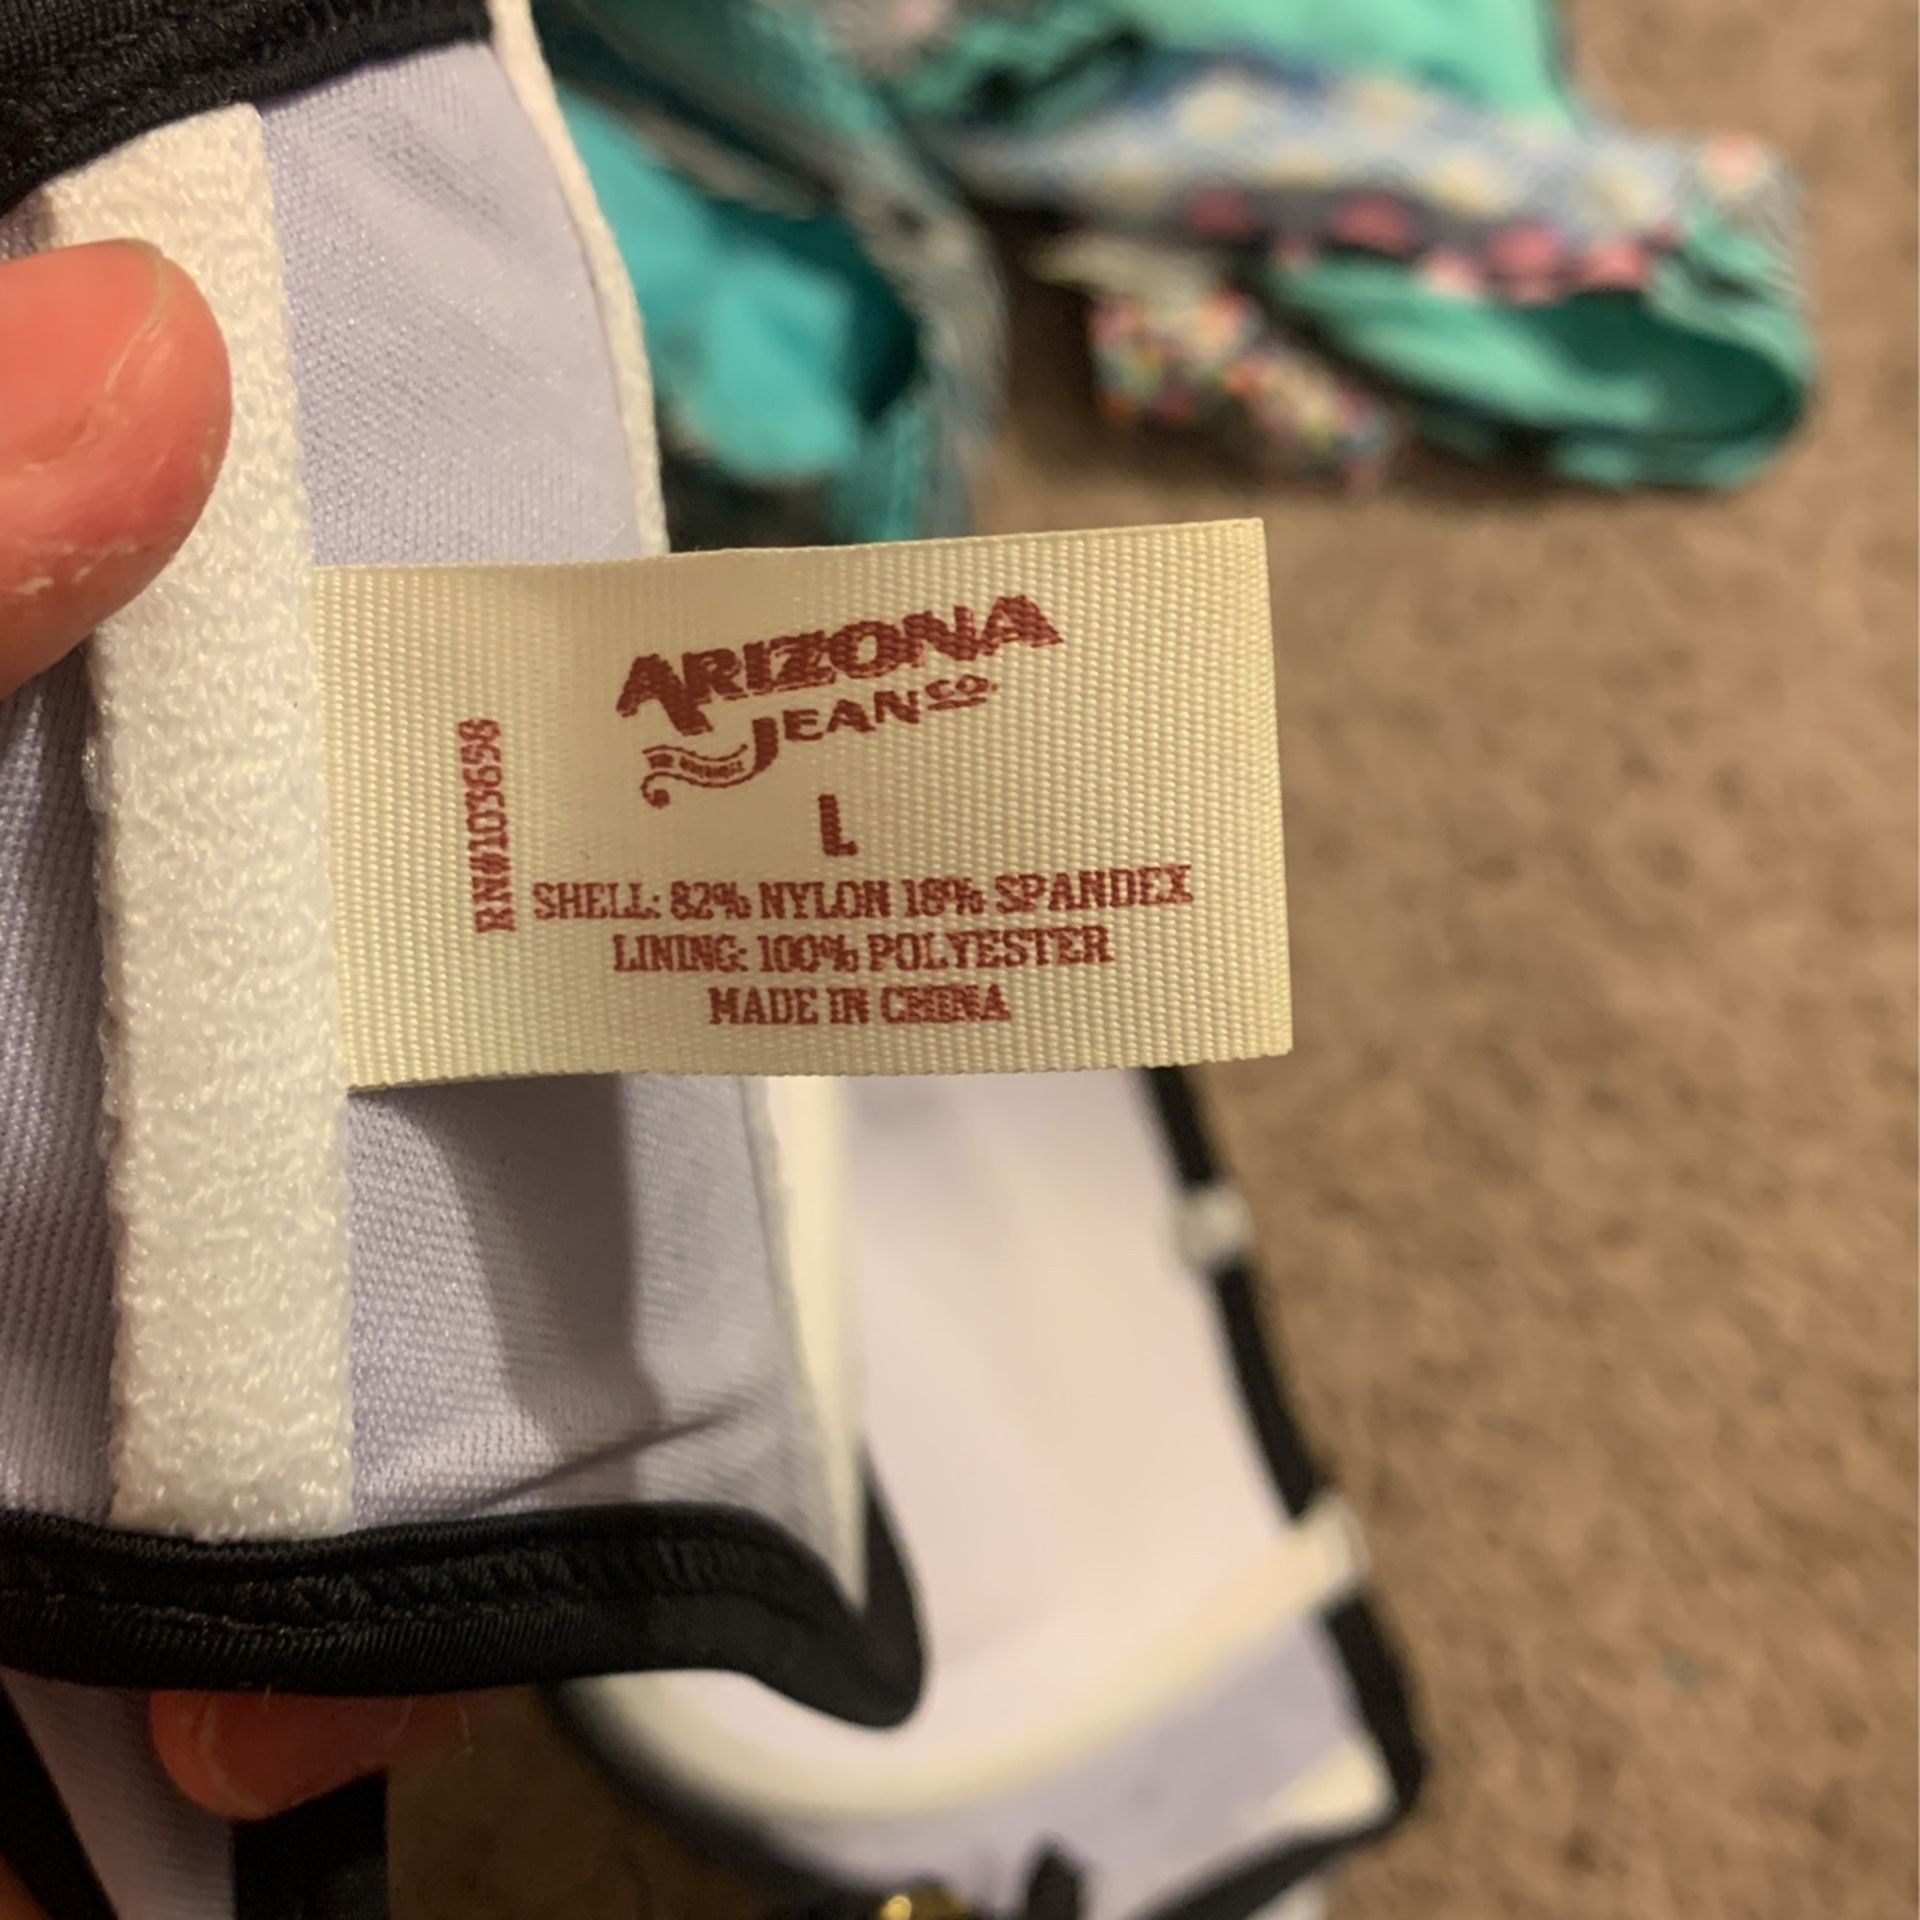 ARIZONA
JEAN CO.
L
SHELL: 82% NYLON 18% SPANDEX
LINING: 100% POLYESTER
MADE IN CHINA
RN#103658